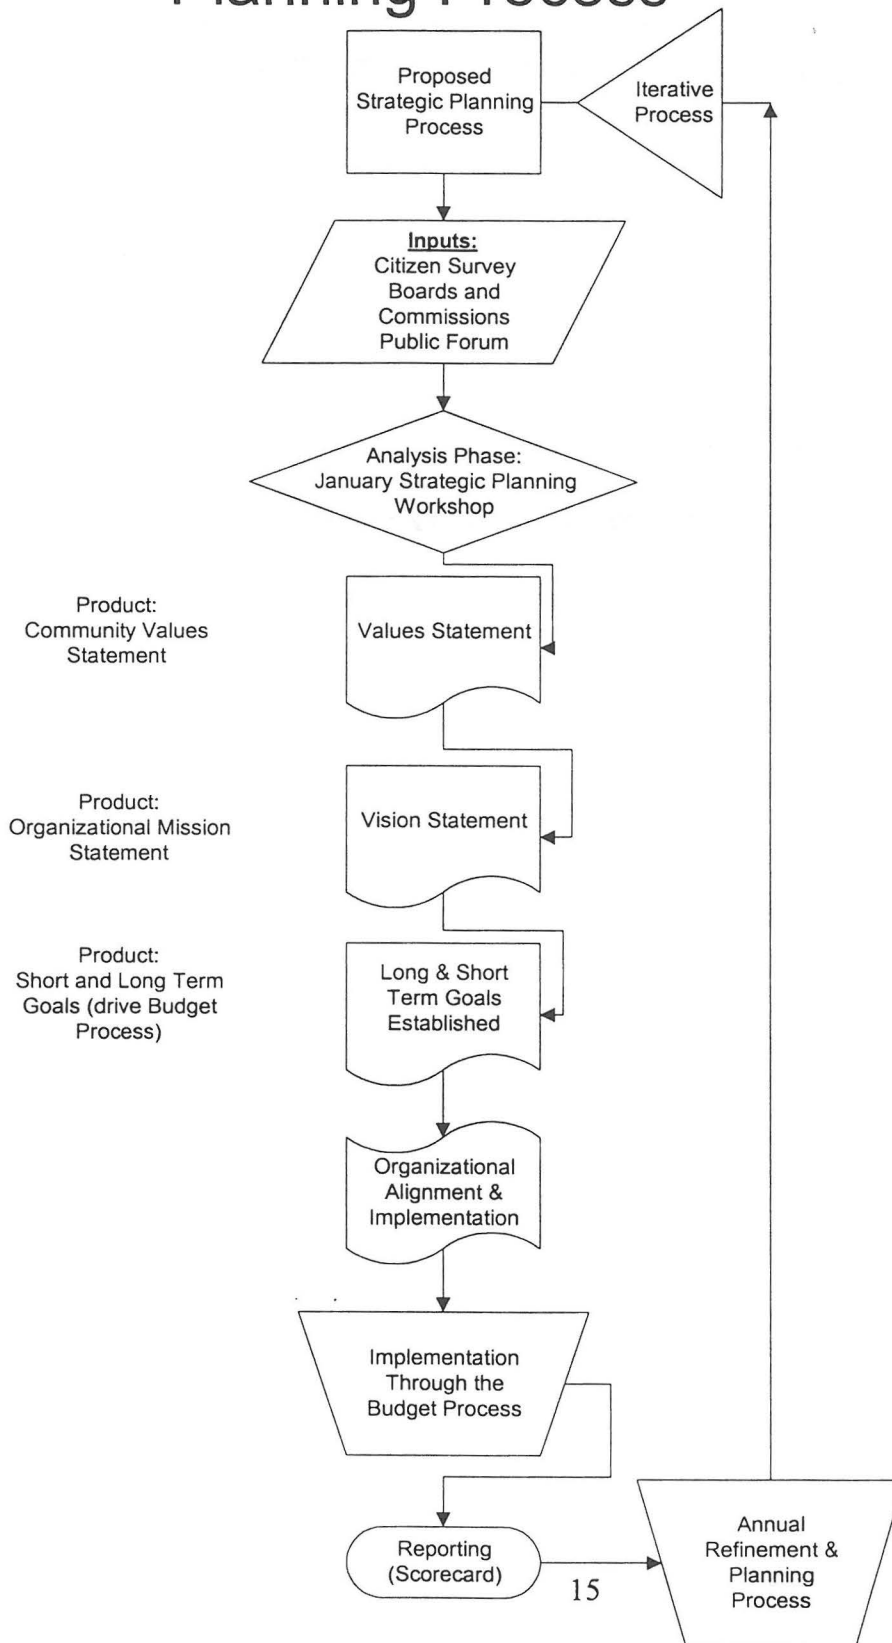 Planning Process
Proposed
Strategic Planning
Process
Iterative
Process
Inputs:
Citizen Survey
Boards and
Commissions
Public Forum
Analysis Phase:
January Strategic Planning
Workshop
Product:
Community Values
Statement
Values Statement
Product:
Organizational Mission
Statement
Vision Statement
Product:
Short and Long Term
Goals (drive Budget
Process)
Long & Short
Term Goals
Established
Organizational
Alignment &
Implementation
Implementation
Through the
Budget Process
Reporting
(Scorecard)
15
Annual
Refinement &
Planning
Process